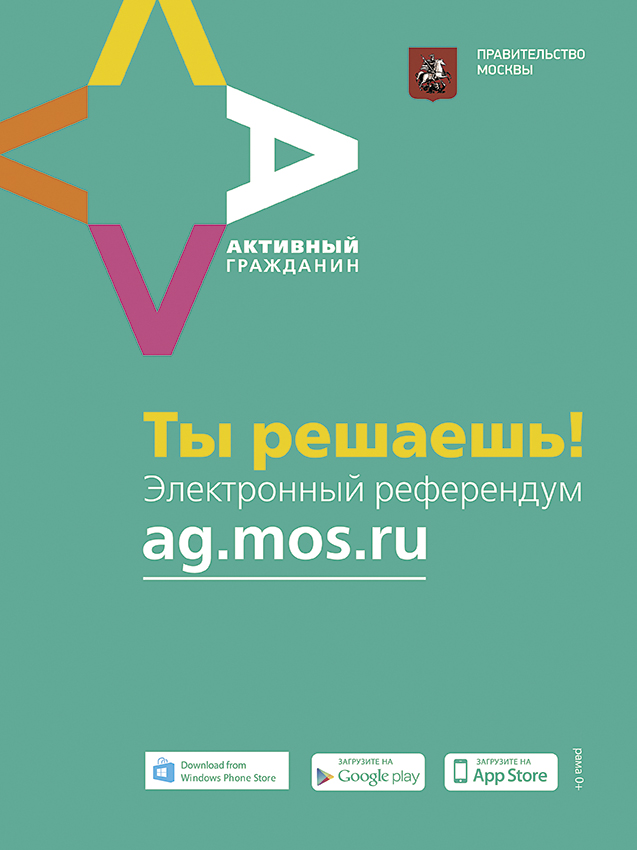 ПРАВИТЕЛЬСТВО
МОСКВЫ
АКТИВНЫЙ
ГРАЖДАНИН
Ты решаешь!
Электронный референдум
ag.mos.ru
Download from
Windows Phone Store
ЗАГРУЗИТЕ НА
Google play
ЗАГРУЗИТЕ НА
App Store
рама 0+